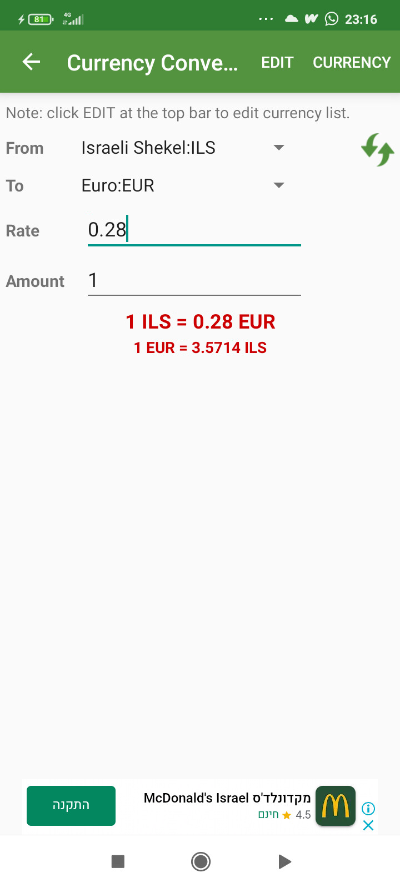 81 4G 23:16
Currency Conve... EDIT CURRENCY
Note: click EDIT at the top bar to edit currency list.
From Israeli Shekel:ILS
To Euro:EUR
Rate 0.28
Amount 1
1 ILS = 0.28 EUR
1 EUR = 3.5714 ILS
מקדונלד'ס McDonald's Israel
4.5 חינם
התקנה